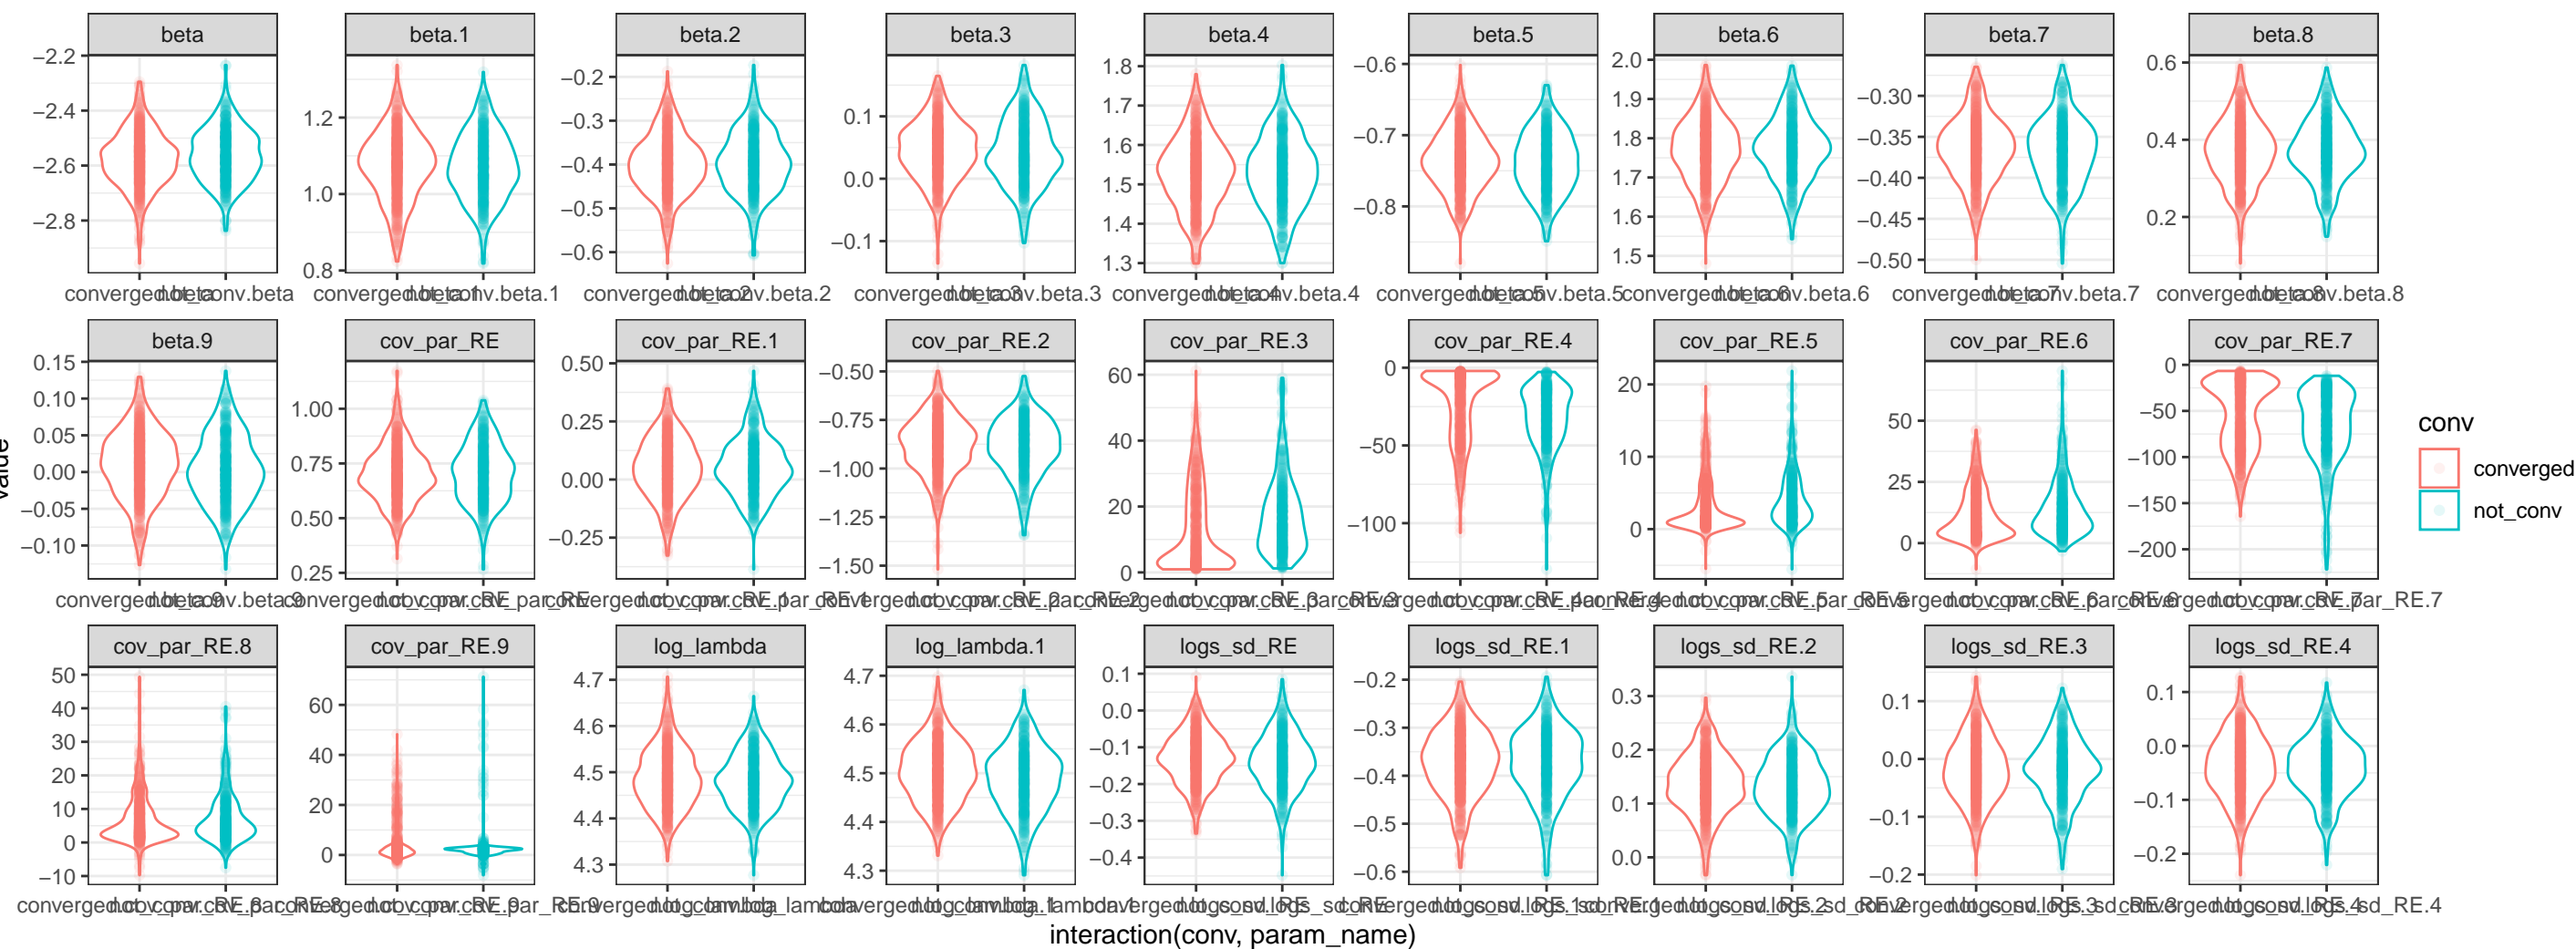 beta beta.1 beta.2 beta.3 beta.4 beta.5 beta.6 beta.7 beta.8
−2.2 −2.4 −2.6 −2.8
1.2 1.0 0.8
−0.2 −0.3 −0.4 −0.5 −0.6
0.1 0.0 −0.1
1.8 1.7 1.6 1.5 1.4 1.3
−0.6 −0.7 −0.8
2.0 1.9 1.8 1.7 1.6 1.5
−0.30 −0.35 −0.40 −0.45 −0.50
0.6 0.4 0.2
beta.9 cov_par_RE cov_par_RE.1 cov_par_RE.2 cov_par_RE.3 cov_par_RE.4 cov_par_RE.5 cov_par_RE.6 cov_par_RE.7
0.15 0.10 0.05 0.00 −0.05 −0.10
1.00 0.75 0.50 0.25
0.50 0.25 0.00 −0.25
−0.50 −0.75 −1.00 −1.25 −1.50
60 40 20 0
0 −50 −100
20 10 0
50 25 0
0 −50 −100 −150 −200
cov_par_RE.8 cov_par_RE.9 log_lambda log_lambda.1 logs_sd_RE logs_sd_RE.1 logs_sd_RE.2 logs_sd_RE.3 logs_sd_RE.4
50 40 30 20 10 0 −10
60 40 20 0
4.7 4.6 4.5 4.4 4.3
4.7 4.6 4.5 4.4 4.3
0.1 0.0 −0.1 −0.2 −0.3 −0.4
−0.2 −0.3 −0.4 −0.5 −0.6
0.3 0.2 0.1 0.0
0.1 0.0 −0.1 −0.2
0.1 0.0 −0.1 −0.2
interaction(conv, param_name)
conv
converged
not_conv